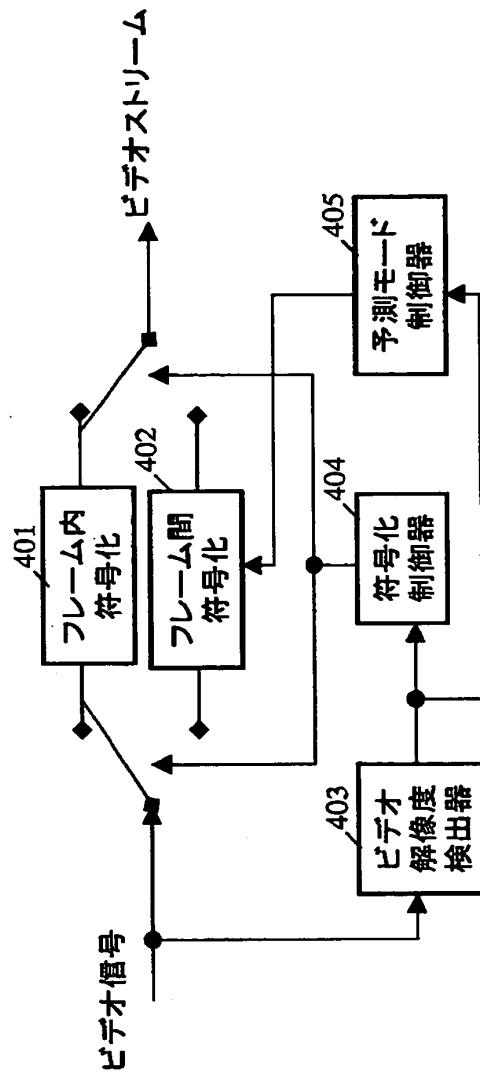 ビデオ信号
401
フレーム内
符号化
402
フレーム間
符号化
ビデオストリーム
403
ビデオ
解像度
検出器
404
符号化
制御器
405
予測モード
制御器